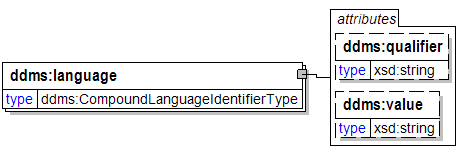 attributes
ddms:language
type ddms:CompoundLanguageIdentifierType
ddms:qualifier
type xsd:string
ddms:value
type xsd:string